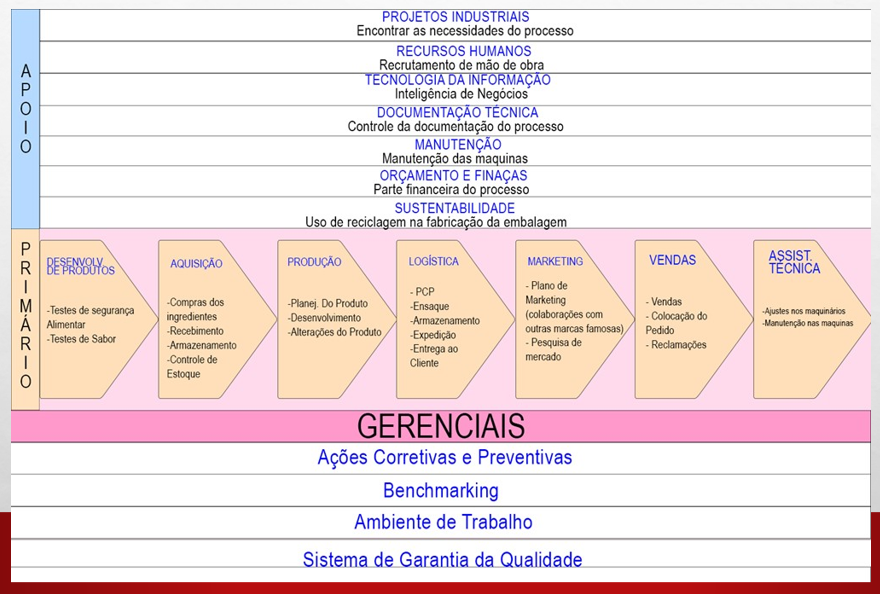 APOIO
PROJETOS INDUSTRIAIS
Encontrar as necessidades do processo
RECURSOS HUMANOS
Recrutamento de mão de obra
TECNOLOGIA DA INFORMAÇÃO
Inteligência de Negócios
DOCUMENTAÇÃO TÉCNICA
Controle da documentação do processo
MANUTENÇÃO
Manutenção das maquinas
ORÇAMENTO E FINAÇAS
Parte financeira do processo
SUSTENTABILIDADE
Uso de reciclagem na fabricação da embalagem
PRIMÁRIO
DESENVOLV.
DE PRODUTOS
-Testes de segurança
Alimentar
-Testes de Sabor
AQUISIÇÃO
-Compras dos
ingredientes
-Recebimento
-Armazenamento
-Controle de
Estoque
PRODUÇÃO
-Planej. Do Produto
-Desenvolvimento
-Alterações do Produto
LOGÍSTICA
- PCP
-Ensaque
-Armazenamento
-Expedição
-Entrega ao
Cliente
MARKETING
- Plano de
Marketing
(colaborações com
outras marcas famosas)
- Pesquisa de
mercado
VENDAS
- Vendas
- Colocação do
Pedido
- Reclamações
ASSIST.
TÉCNICA
-Ajustes nos maquinários
-Manutenção nas maquinas
GERENCIAIS
Ações Corretivas e Preventivas
Benchmarking
Ambiente de Trabalho
Sistema de Garantia da Qualidade